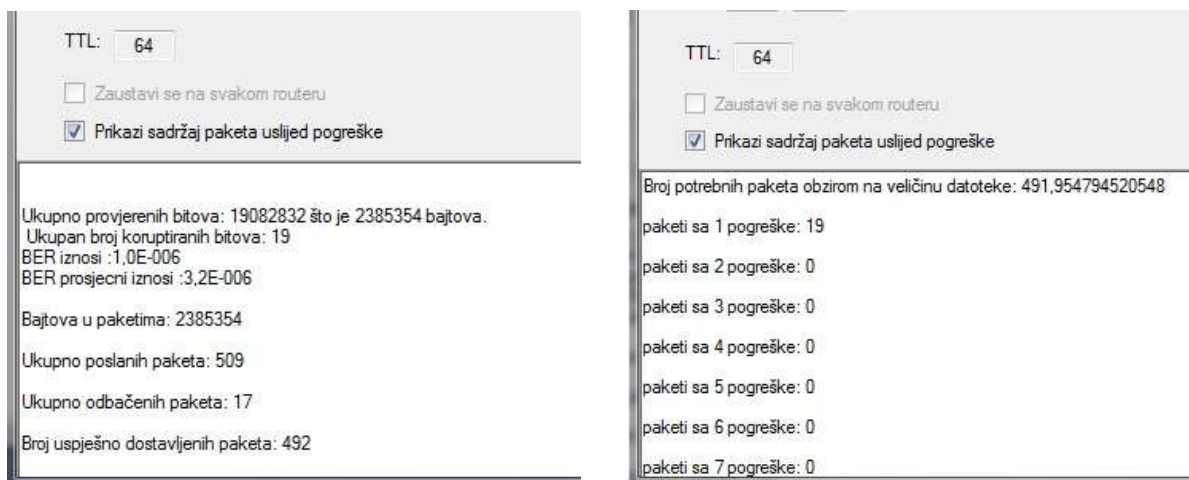 TTL: 64
Zaustavi se na svakom routeru
Prikazi sadržaj paketa uslijed pogreške
Ukupno provjerenih bitova: 19082832 što je 2385354 bajtova.
Ukupan broj koruptiranih bitova: 19
BER iznosi :1,0E-006
BER prosjecni iznosi :3,2E-006
Bajtova u paketima: 2385354
Ukupno poslanih paketa: 509
Ukupno odbačenih paketa: 17
Broj uspješno dostavljenih paketa: 492
TTL: 64
Zaustavi se na svakom routeru
Prikazi sadržaj paketa uslijed pogreške
Broj potrebnih paketa obzirom na veličinu datoteke: 491,954794520548
paketi sa 1 pogreške: 19
paketi sa 2 pogreške: 0
paketi sa 3 pogreške: 0
paketi sa 4 pogreške: 0
paketi sa 5 pogreške: 0
paketi sa 6 pogreške: 0
paketi sa 7 pogreške: 0